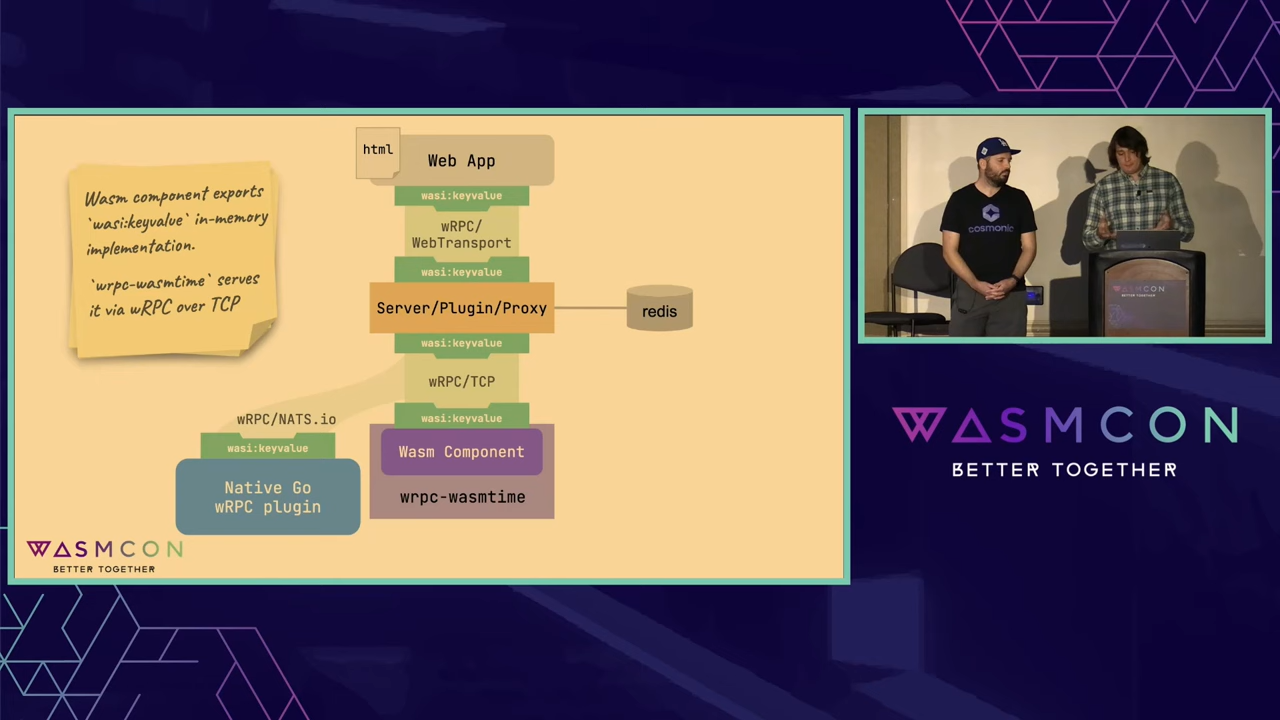 Wasm component exports
`wasi:keyvalue` in-memory
implementation.
`wrpc-wasmtime` serves
it via wRPC over TCP
html
Web App
wasi:keyvalue
wRPC/
WebTransport
wasi:keyvalue
Server/Plugin/Proxy
redis
wasi:keyvalue
wRPC/TCP
wRPC/NATS.io
wasi:keyvalue
wasi:keyvalue
Native Go
wRPC plugin
Wasm Component
wrpc-wasmtime
WASMCON
BETTER TOGETHER
cosmonic
WASMCON
WASMCON
BETTER TOGETHER